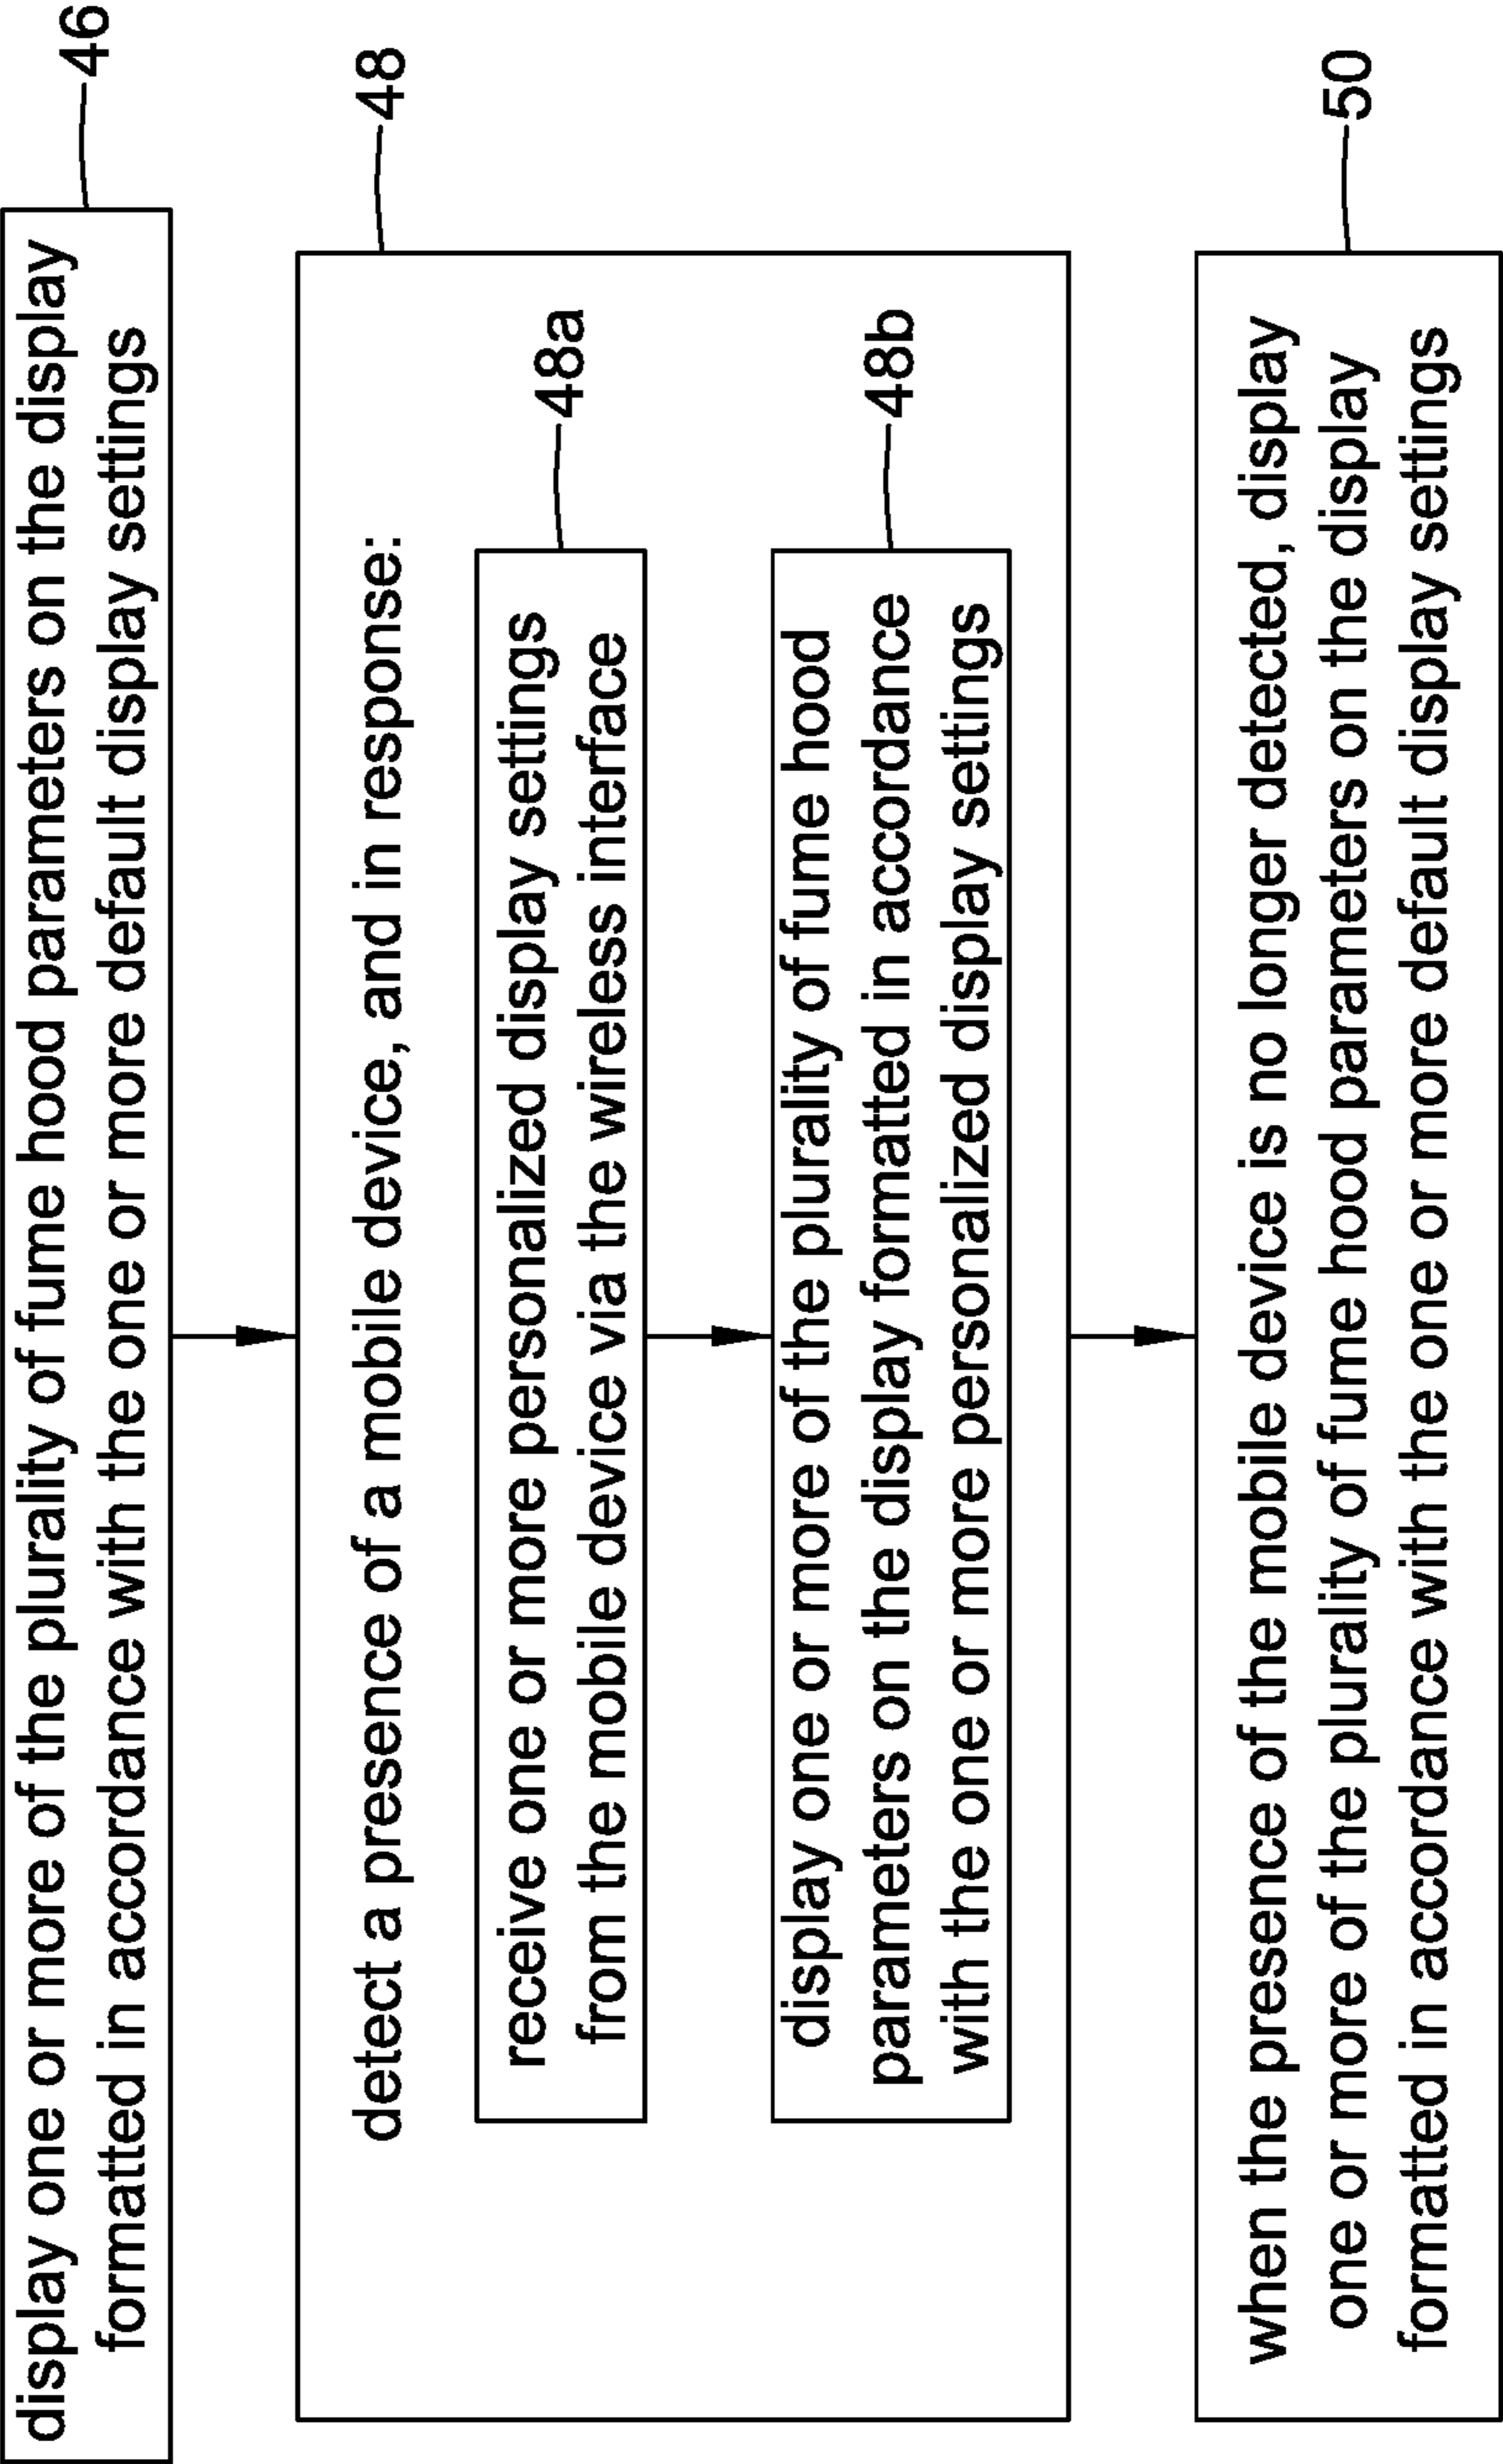 display one or more of the plurality of fume hood parameters on the display
formatted in accordance with the one or more default display settings
46
detect a presence of a mobile device, and in response:
48
receive one or more personalized display settings
from the mobile device via the wireless interface
48a
display one or more of the plurality of fume hood
parameters on the display formatted in accordance
with the one or more personalized display settings
48b
when the presence of the mobile device is no longer detected, display
one or more of the plurality of fume hood parameters on the display
formatted in accordance with the one or more default display settings
50